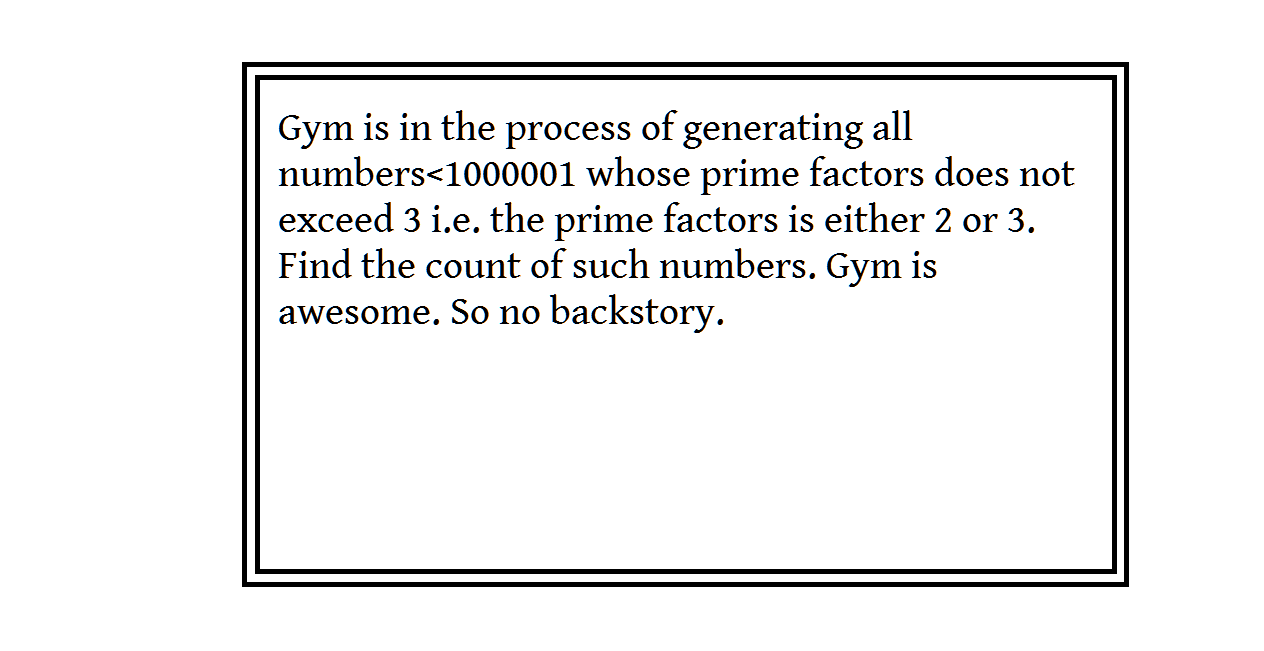 Gym is in the process of generating all
numbers<1000001 whose prime factors does not
exceed 3 i.e. the prime factors is either 2 or 3.
Find the count of such numbers. Gym is
awesome. So no backstory.